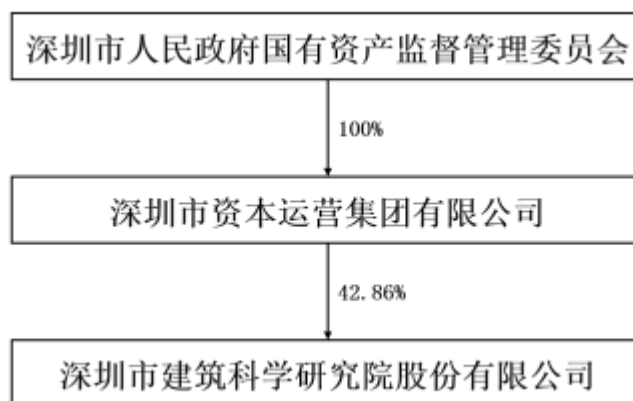 深圳市人民政府国有资产监督管理委员会
100%
深圳市资本运营集团有限公司
42.86%
深圳市建筑科学研究院股份有限公司